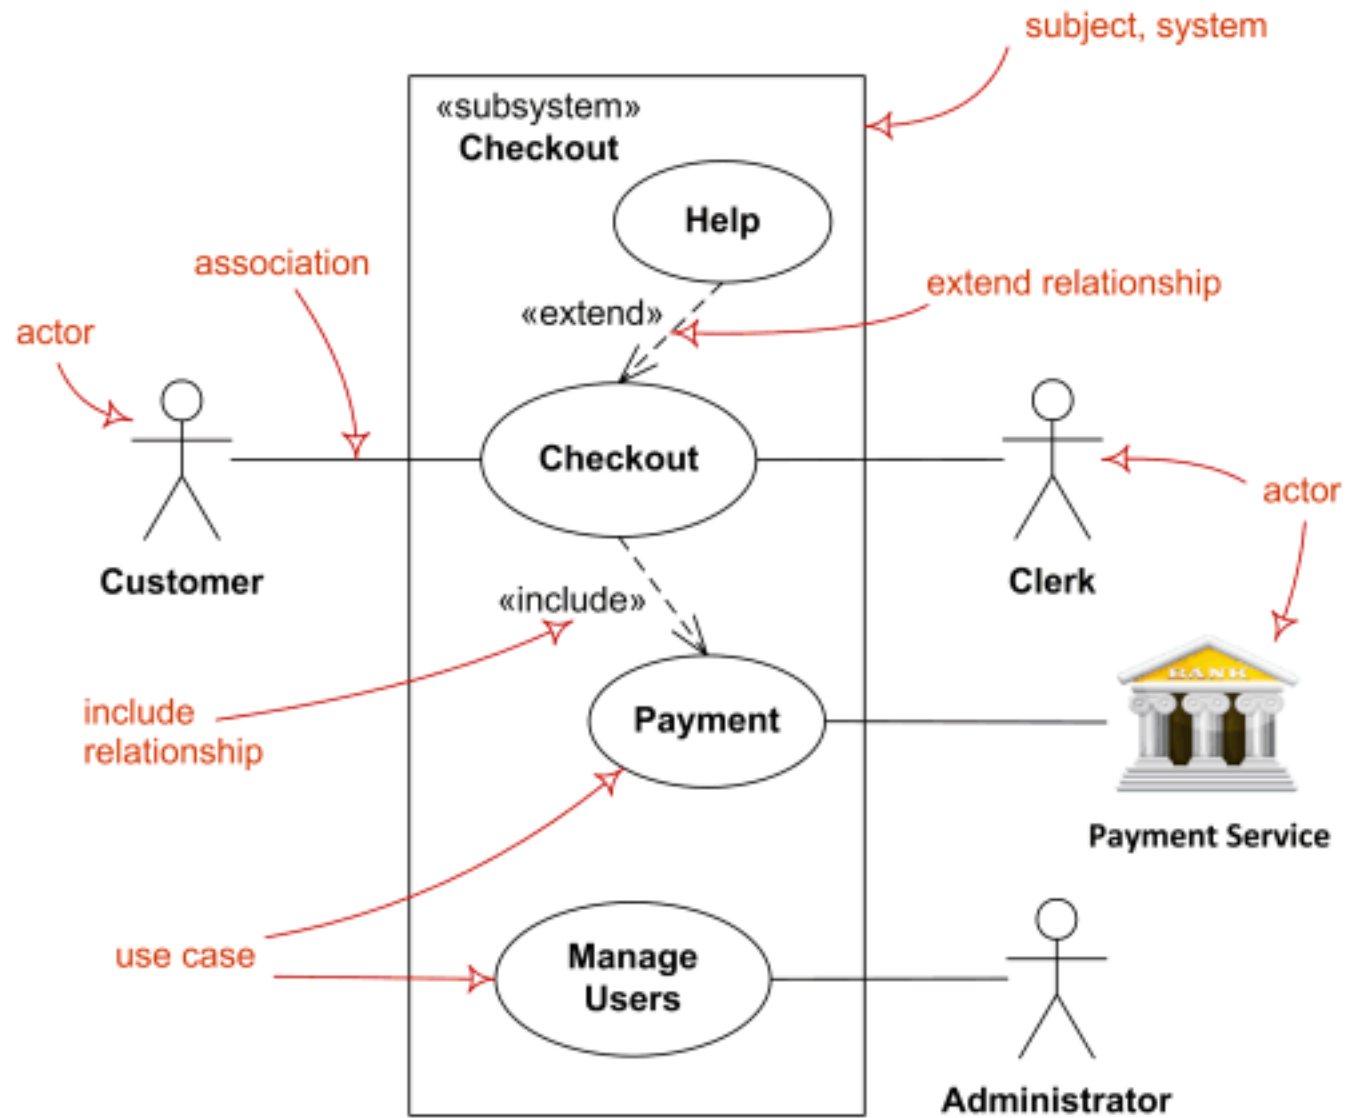 subject, system
«subsystem»
Checkout
Help
association
extend relationship
«extend»
actor
Checkout
actor
Customer
Clerk
«include»
BANK
include
relationship
Payment
Payment Service
use case
Manage
Users
Administrator